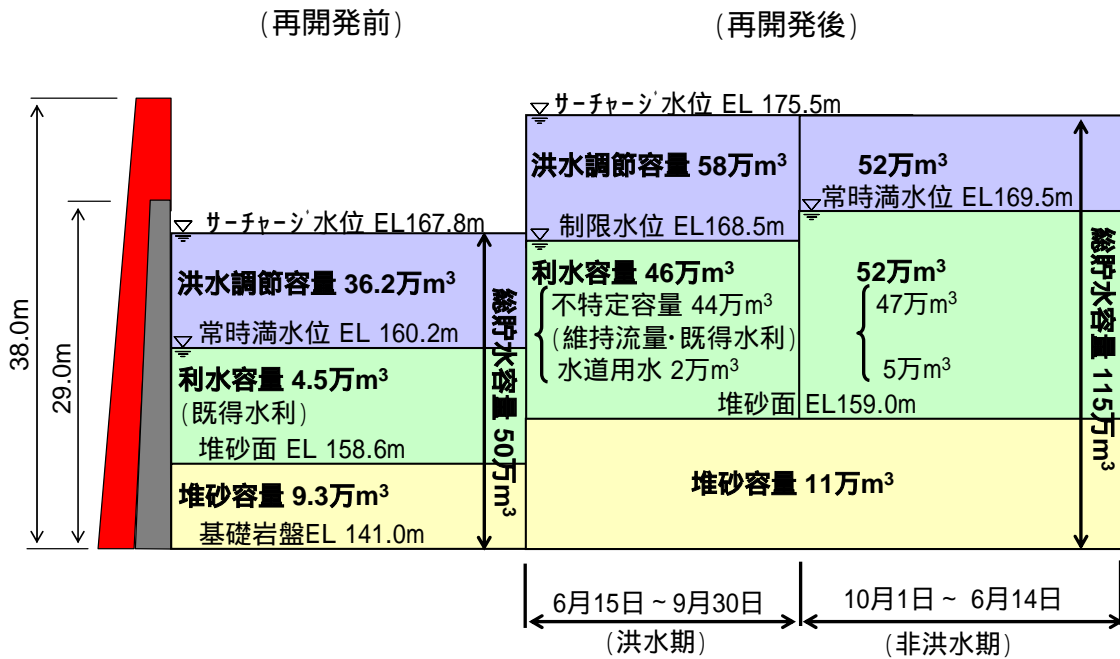 (再開発前)
(再開発後)
38.0m
29.0m
サーチャージ水位 EL167.8m
洪水調節容量 36.2万m³
常時満水位 EL 160.2m
利水容量 4.5万m³
(既得水利)
堆砂面 EL 158.6m
堆砂容量 9.3万m³
基礎岩盤EL 141.0m
総貯水容量 50万m³
サーチャージ水位 EL 175.5m
洪水調節容量 58万m³
制限水位 EL168.5m
利水容量 46万m³
不特定容量 44万m³
(維持流量・既得水利)
水道用水 2万m³
52万m³
常時満水位 EL169.5m
52万m³
47万m³
5万m³
堆砂面 EL159.0m
堆砂容量 11万m³
総貯水容量 115万m³
6月15日 ~ 9月30日
(洪水期)
10月1日 ~ 6月14日
(非洪水期)